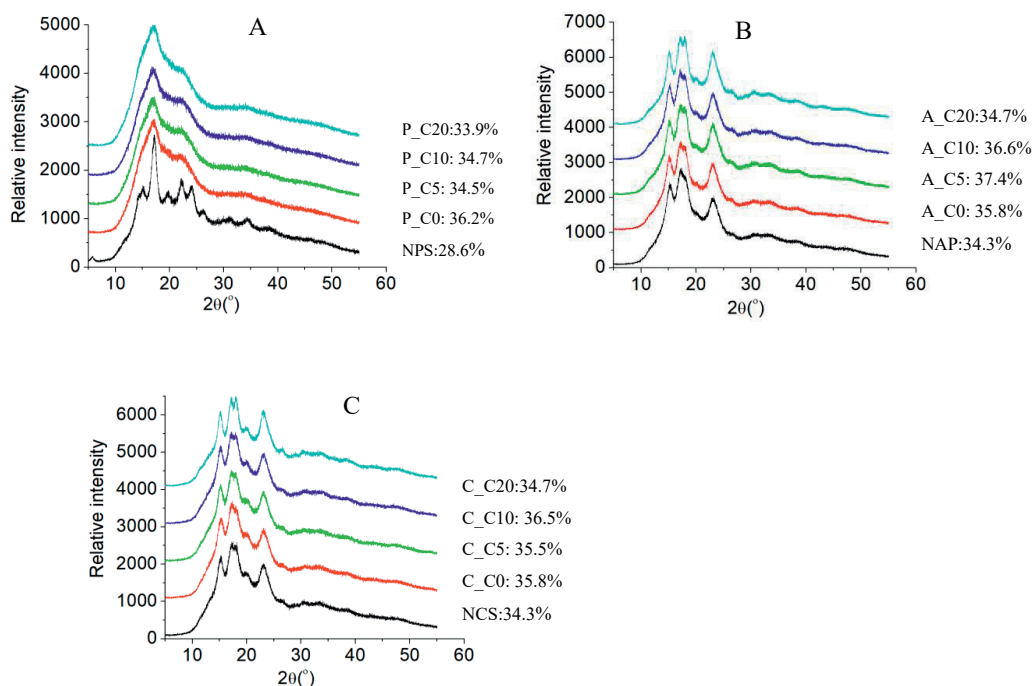 A
5000
4000
3000
2000
1000
0
Relative intensity
10 20 30 40 50 60
2θ(°)
P_C20:33.9%
P_C10: 34.7%
P_C5: 34.5%
P_C0: 36.2%
NPS:28.6%
B
7000
6000
5000
4000
3000
2000
1000
0
Relative intensity
10 20 30 40 50 60
2θ(°)
A_C20:34.7%
A_C10: 36.6%
A_C5: 37.4%
A_C0: 35.8%
NAP:34.3%
C
6000
5000
4000
3000
2000
1000
0
Relative intensity
10 20 30 40 50 60
2θ(°)
C_C20:34.7%
C_C10: 36.5%
C_C5: 35.5%
C_C0: 35.8%
NCS:34.3%